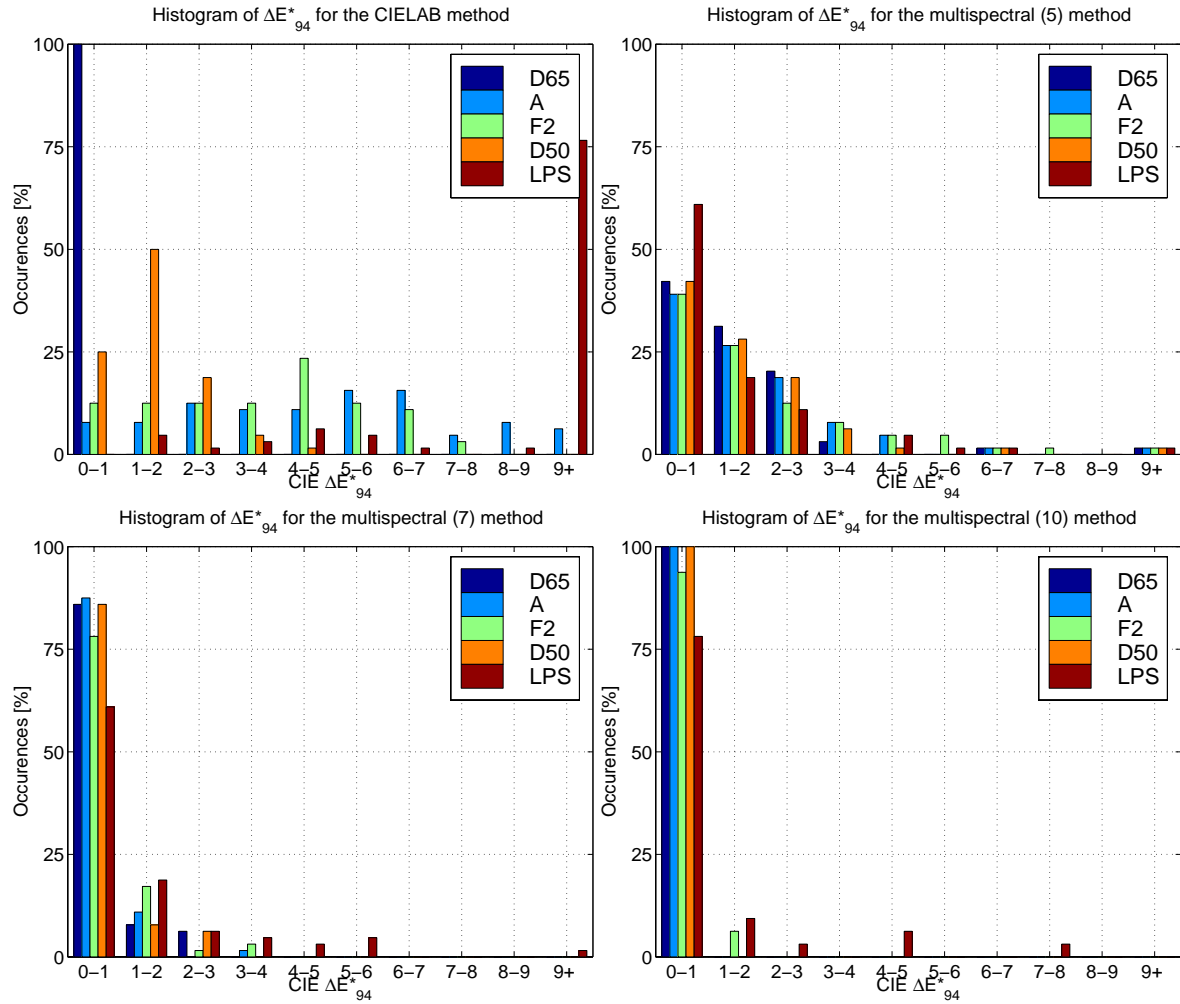 Histogram of ΔE*94 for the CIELAB method
Occurences [%]
100
75
50
25
0
D65
A
F2
D50
LPS
0–1 1–2 2–3 3–4 4–5 5–6 6–7 7–8 8–9 9+
CIE ΔE*94
Histogram of ΔE*94 for the multispectral (5) method
Occurences [%]
100
75
50
25
0
D65
A
F2
D50
LPS
0–1 1–2 2–3 3–4 4–5 5–6 6–7 7–8 8–9 9+
CIE ΔE*94
Histogram of ΔE*94 for the multispectral (7) method
Occurences [%]
100
75
50
25
0
D65
A
F2
D50
LPS
0–1 1–2 2–3 3–4 4–5 5–6 6–7 7–8 8–9 9+
CIE ΔE*94
Histogram of ΔE*94 for the multispectral (10) method
Occurences [%]
100
75
50
25
0
D65
A
F2
D50
LPS
0–1 1–2 2–3 3–4 4–5 5–6 6–7 7–8 8–9 9+
CIE ΔE*94